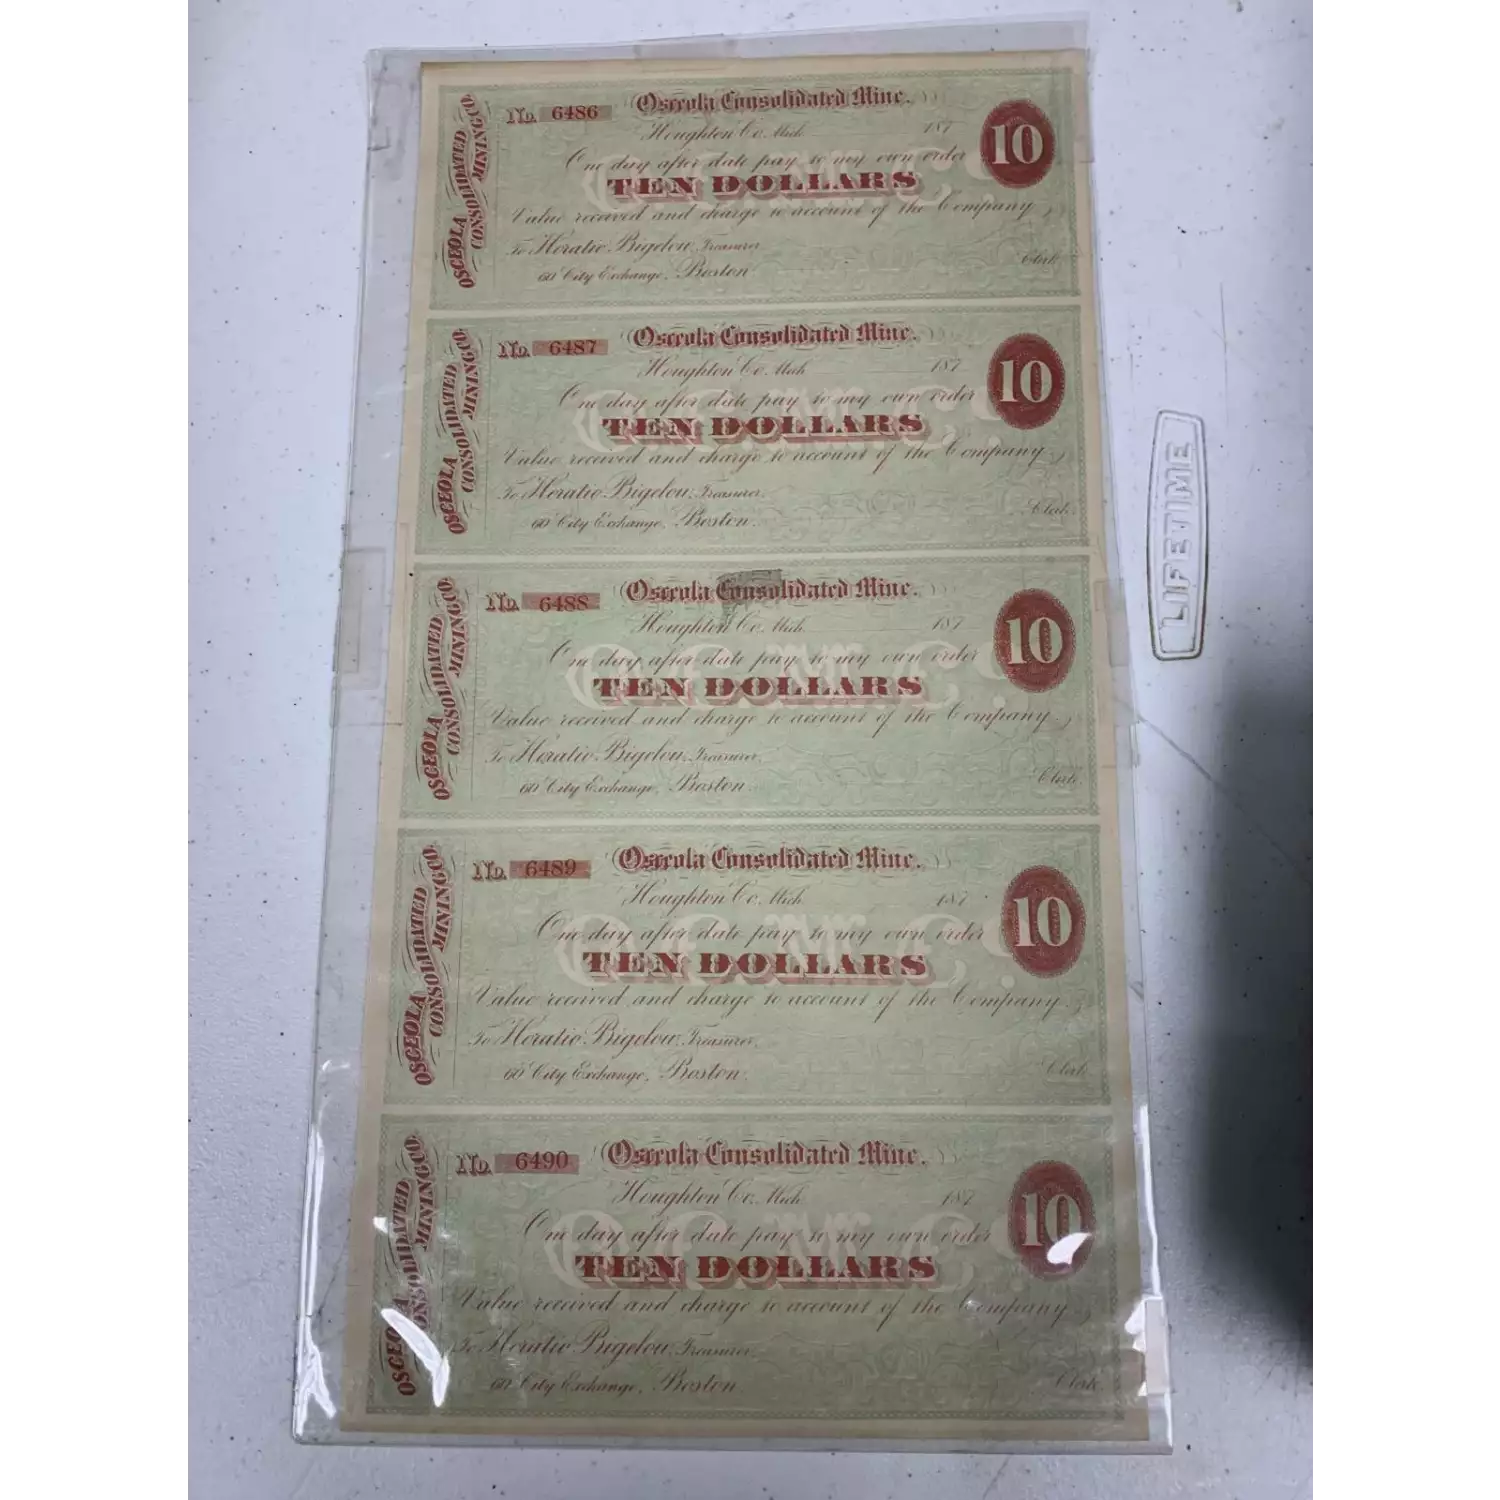 OSCEOLA CONSOLIDATED MINING CO.
No. 6486
Osceola Consolidated Mine.
Houghton Co. Mich. 187
One day after date pay to my own order
TEN DOLLARS
10
Value received and charge to account of the Company
To Horatio Bigelow, Treasurer
60 City Exchange, Boston
Clerk
OSCEOLA CONSOLIDATED MINING CO.
No. 6487
Osceola Consolidated Mine.
Houghton Co. Mich. 187
One day after date pay to my own order
TEN DOLLARS
10
Value received and charge to account of the Company
To Horatio Bigelow, Treasurer.
60 City Exchange, Boston.
Clerk.
OSCEOLA CONSOLIDATED MINING CO.
No. 6488
Osceola Consolidated Mine.
Houghton Co. Mich. 187
One day after date pay to my own order
TEN DOLLARS
10
Value received and charge to account of the Company
To Horatio Bigelow, Treasurer.
60 City Exchange, Boston.
Clerk.
OSCEOLA CONSOLIDATED MINING CO.
No. 6489
Osceola Consolidated Mine.
Houghton Co. Mich. 187
One day after date pay to my own order
TEN DOLLARS
10
Value received and charge to account of the Company
To Horatio Bigelow, Treasurer.
60 City Exchange, Boston.
Clerk
OSCEOLA CONSOLIDATED MINING CO.
No. 6490
Osceola Consolidated Mine.
Houghton Co. Mich. 187
One day after date pay to my own order
TEN DOLLARS
10
Value received and charge to account of the Company
To Horatio Bigelow, Treasurer.
60 City Exchange, Boston
Clerk.
LIFETIME